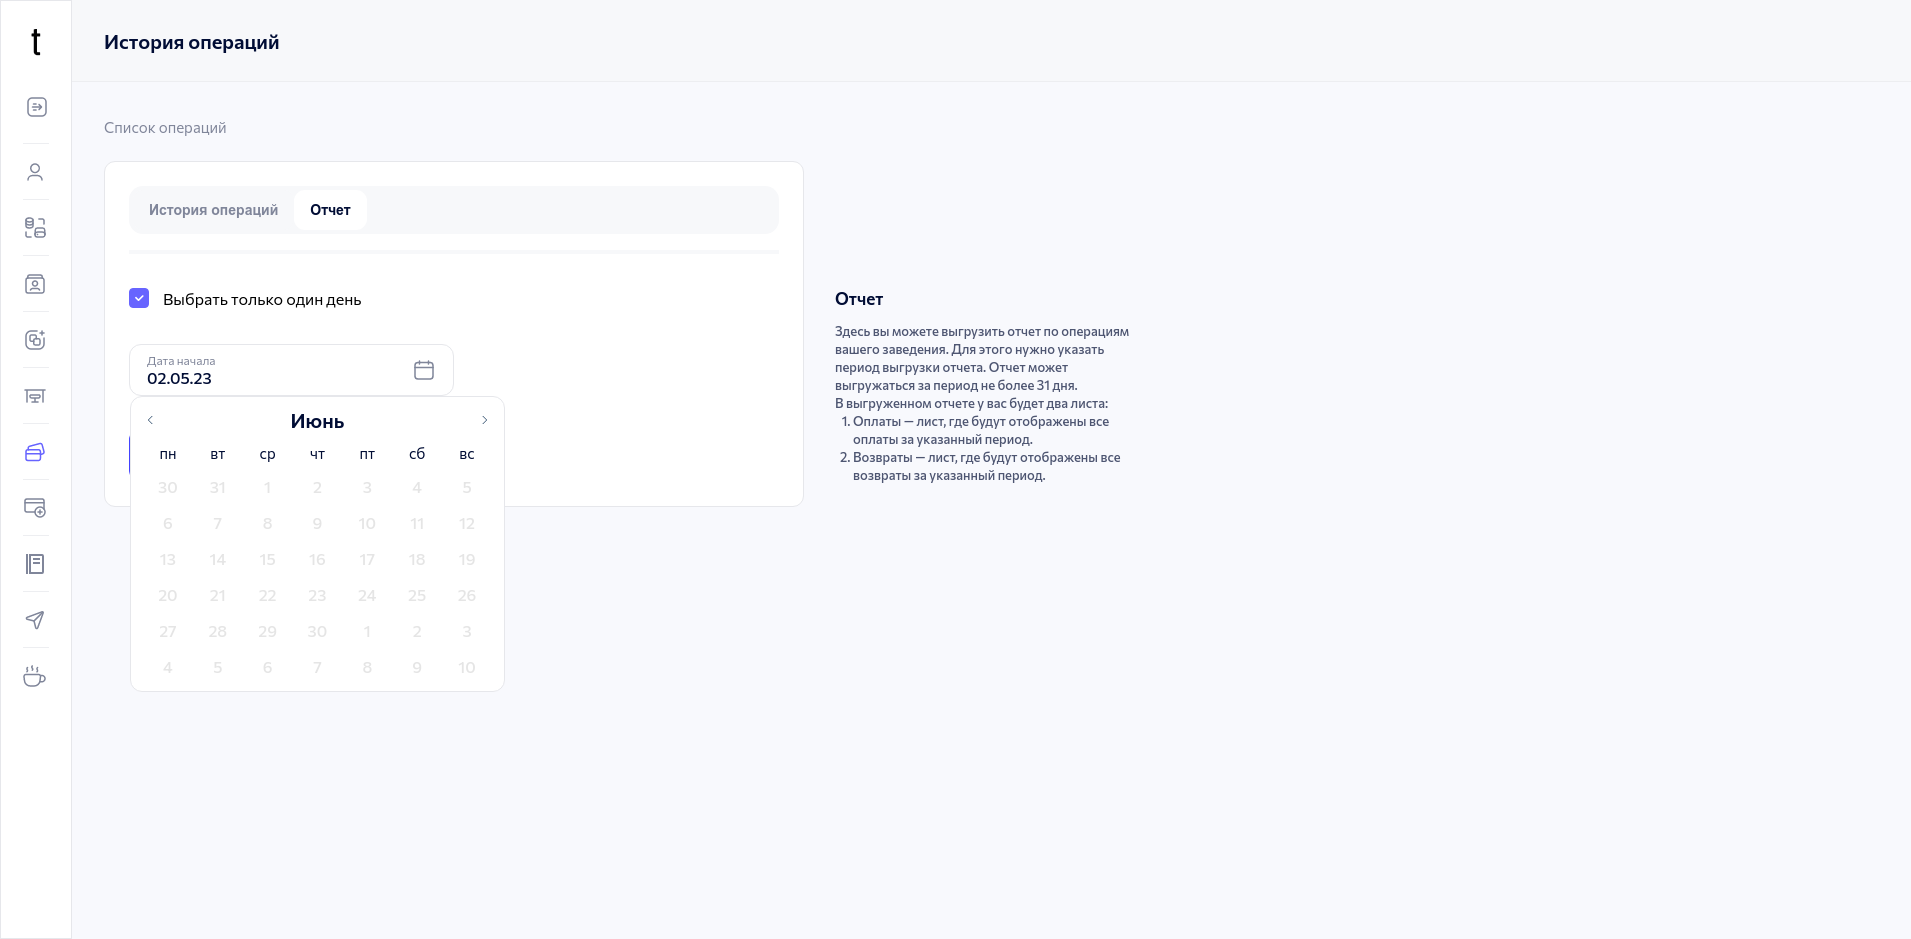 t
История операций
Список операций
История операций Отчет
Выбрать только один день
Дата начала
02.05.23
Июнь
пн вт ср чт пт сб вс
30 31 1 2 3 4 5
6 7 8 9 10 11 12
13 14 15 16 17 18 19
20 21 22 23 24 25 26
27 28 29 30 1 2 3
4 5 6 7 8 9 10
Отчет
Здесь вы можете выгрузить отчет по операциям
вашего заведения. Для этого нужно указать
период выгрузки отчета. Отчет может
выгружаться за период не более 31 дня.
В выгруженном отчете у вас будет два листа:
1. Оплаты — лист, где будут отображены все
оплаты за указанный период.
2. Возвраты — лист, где будут отображены все
возвраты за указанный период.